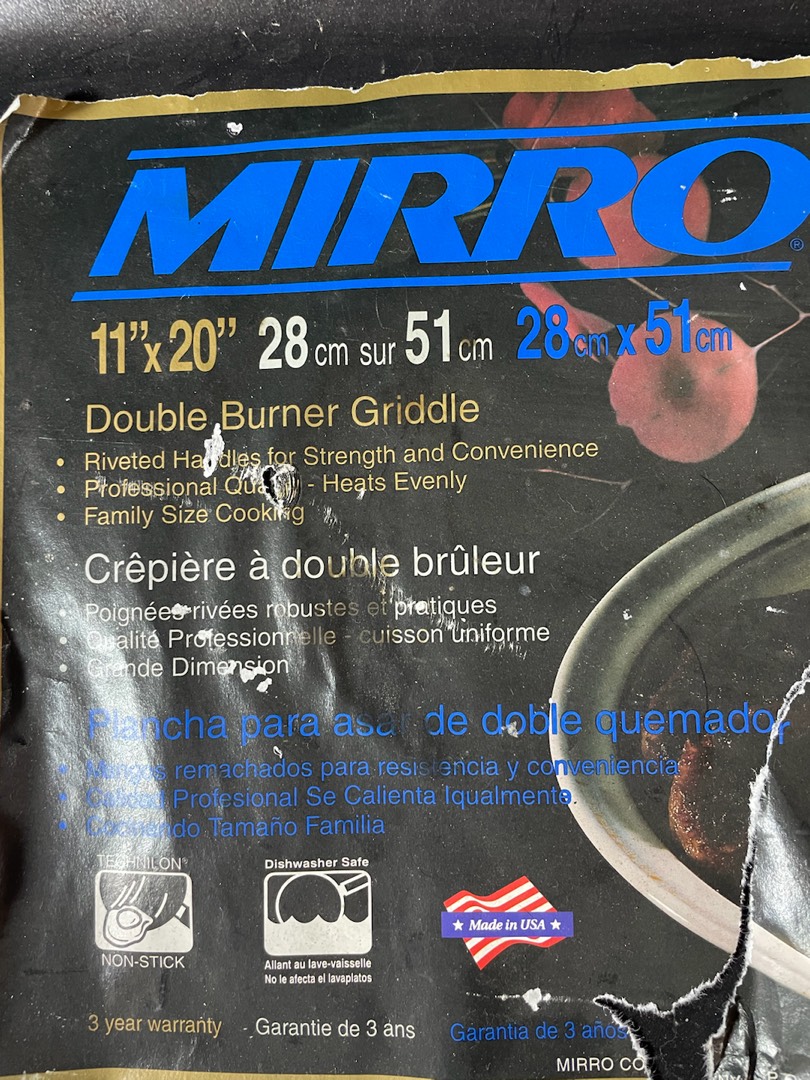 MIRRO®
11"x 20" 28 cm sur 51 cm 28 cm x 51 cm
Double Burner Griddle
• Riveted Handles for Strength and Convenience
• Professional - Heats Evenly
• Family Size Cooking
Crêpière à double brûleur
• Poignées rivées robustes et pratiques
• Qualité Professionnelle - cuisson uniforme
• Grande Dimension
Plancha para asar de doble quemador
• Mangos remachados para resistencia y conveniencia
• Profesional Se Calienta Iqualmente
• Cocinando Tamaño Familia
TECHNILON®
NON-STICK
Dishwasher Safe
Allant au lave-vaisselle
No le afecta el lavaplatos
★ Made in USA ★
3 year warranty Garantie de 3 ans Garantia de 3 años
MIRRO CO